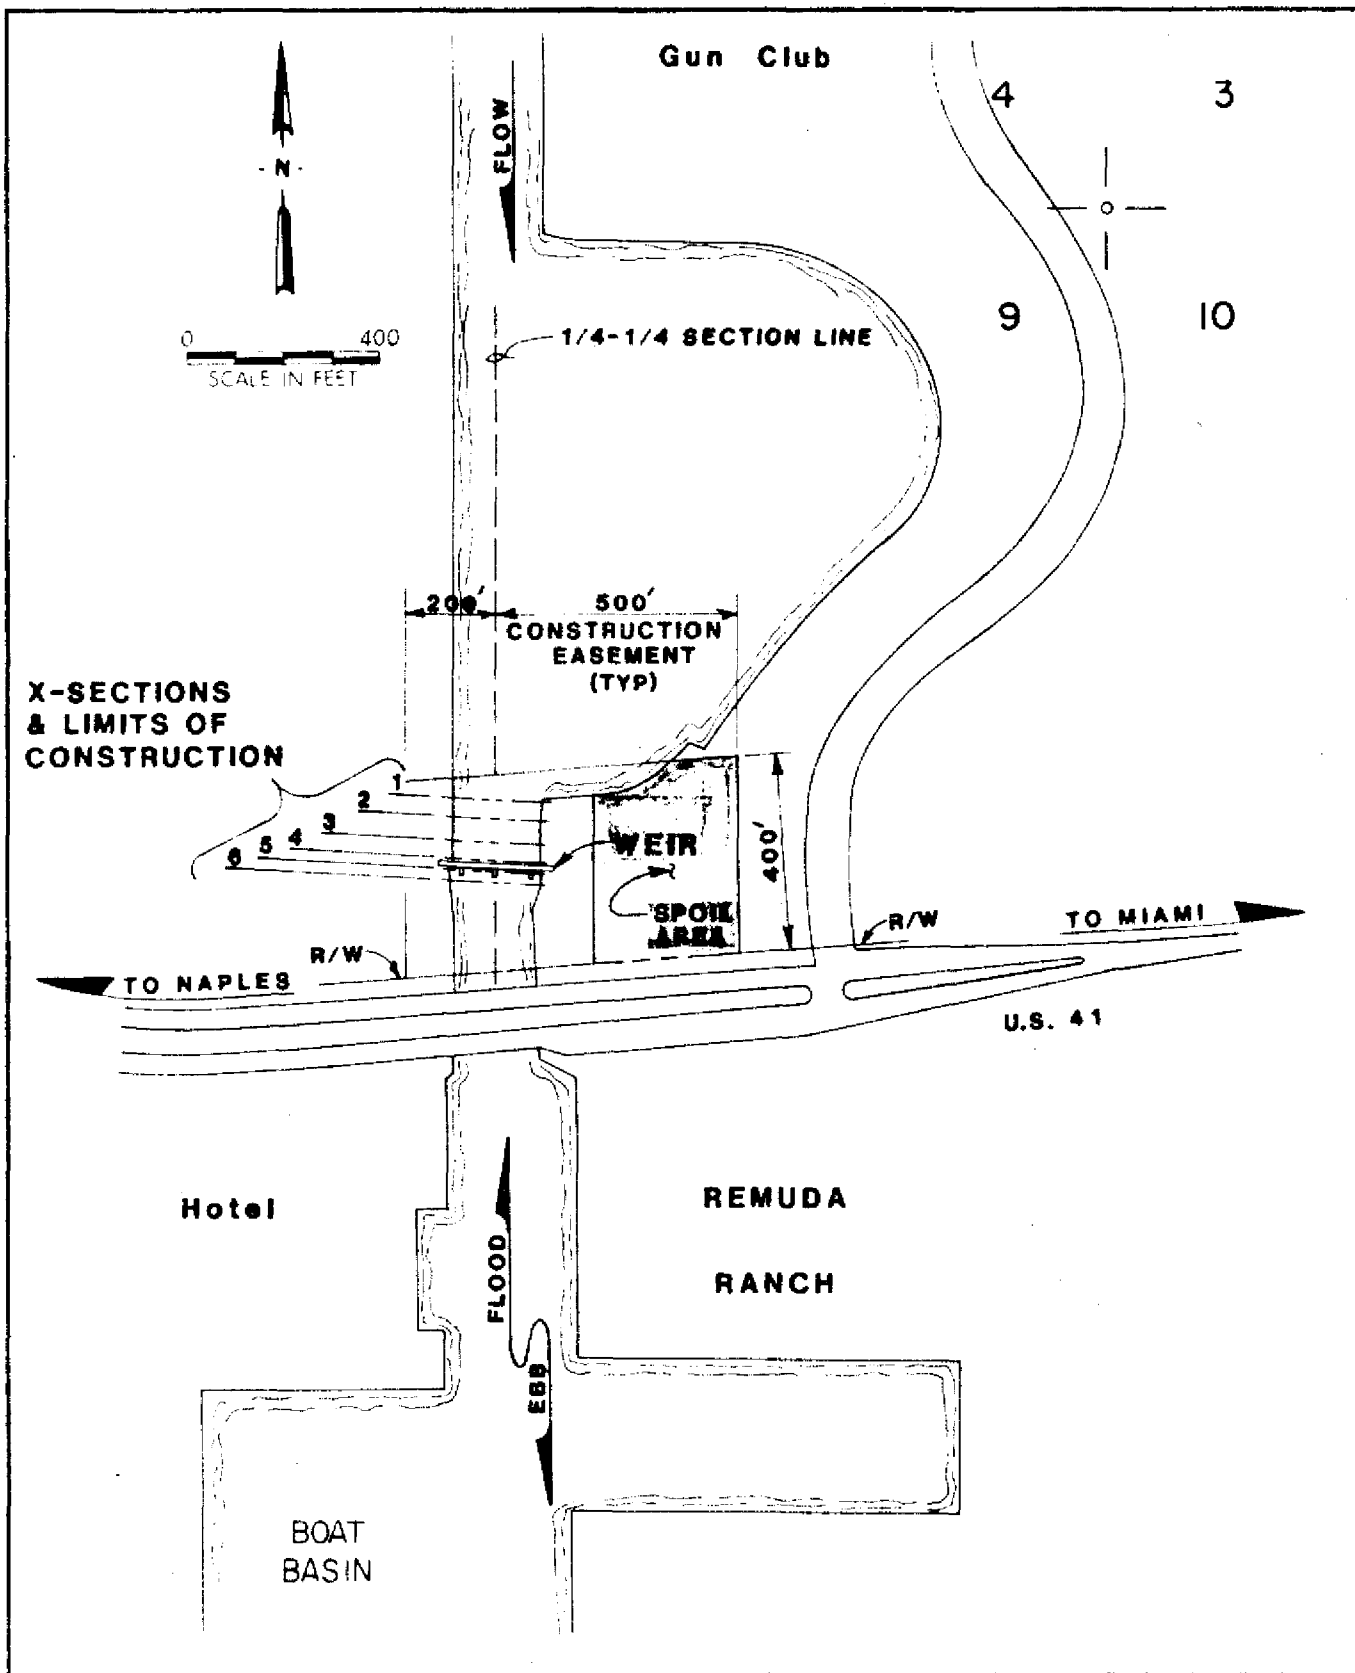 Gun Club
4
3
FLOW
N
9
10
0
400
SCALE IN FEET
1/4-1/4 SECTION LINE
200'
500'
CONSTRUCTION
EASEMENT
(TYP)
X-SECTIONS
& LIMITS OF
CONSTRUCTION
1
2
3
4
5
6
WEIR
400'
SPOIL
AREA
R/W
R/W
TO MIAMI
TO NAPLES
U.S. 41
Hotel
REMUDA
RANCH
FLOOD
EBB
BOAT
BASIN